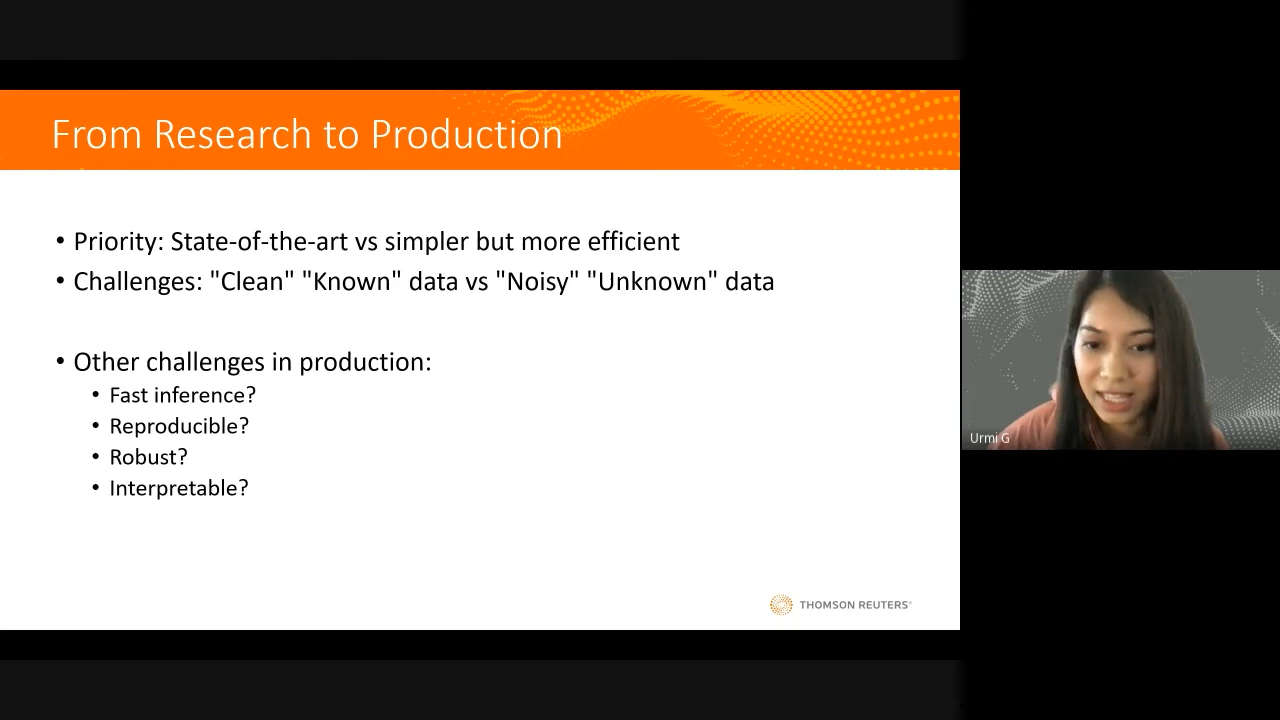 From Research to Production
• Priority: State-of-the-art vs simpler but more efficient
• Challenges: "Clean" "Known" data vs "Noisy" "Unknown" data
• Other challenges in production:
• Fast inference?
• Reproducible?
• Robust?
• Interpretable?
THOMSON REUTERS®
Urmi G